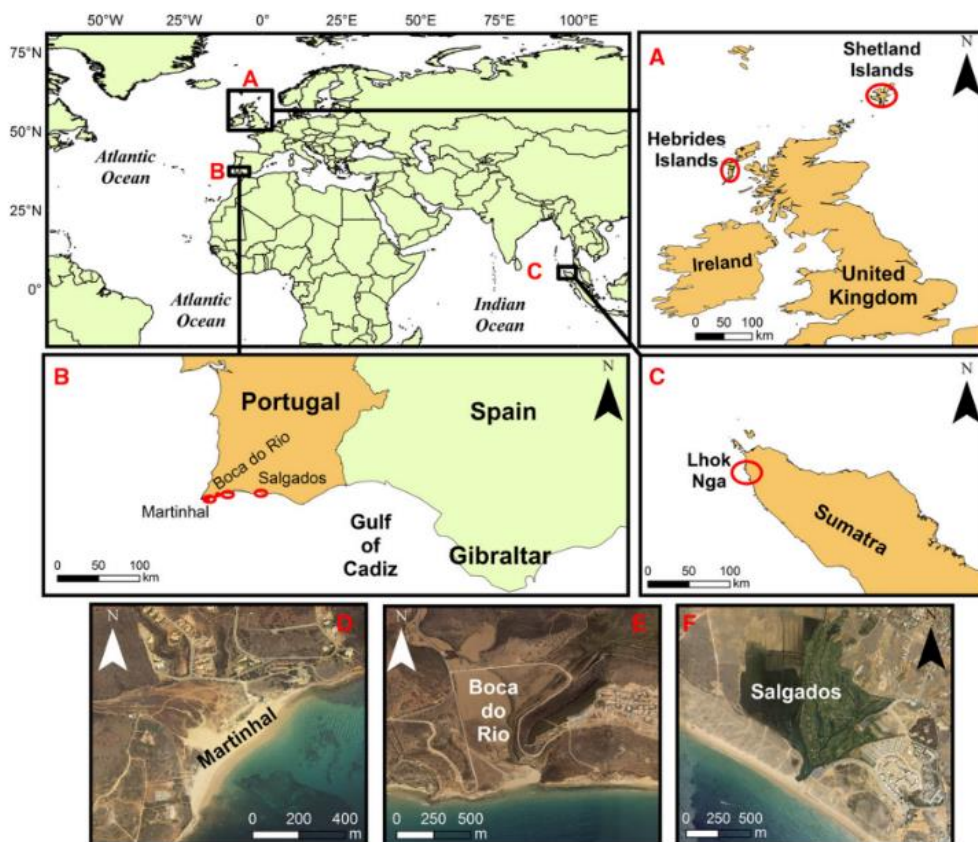 50°W 25°W 0° 25°E 50°E 75°E 100°E
75°N
50°N
25°N
0°
A
B
C
Atlantic
Ocean
Atlantic
Ocean
Indian
Ocean
A
N
Shetland
Islands
Hebrides
Islands
Ireland
United
Kingdom
0 50 100
km
B
N
Portugal
Spain
Boca do Rio
Salgados
Martinhal
Gulf
of
Cadiz
Gibraltar
0 50 100
km
C
N
Lhok
Nga
Sumatra
0 50 100
km
N
D
Martinhal
0 200 400
m
N
E
Boca
do
Rio
0 250 500
m
F
N
Salgados
0 250 500
m